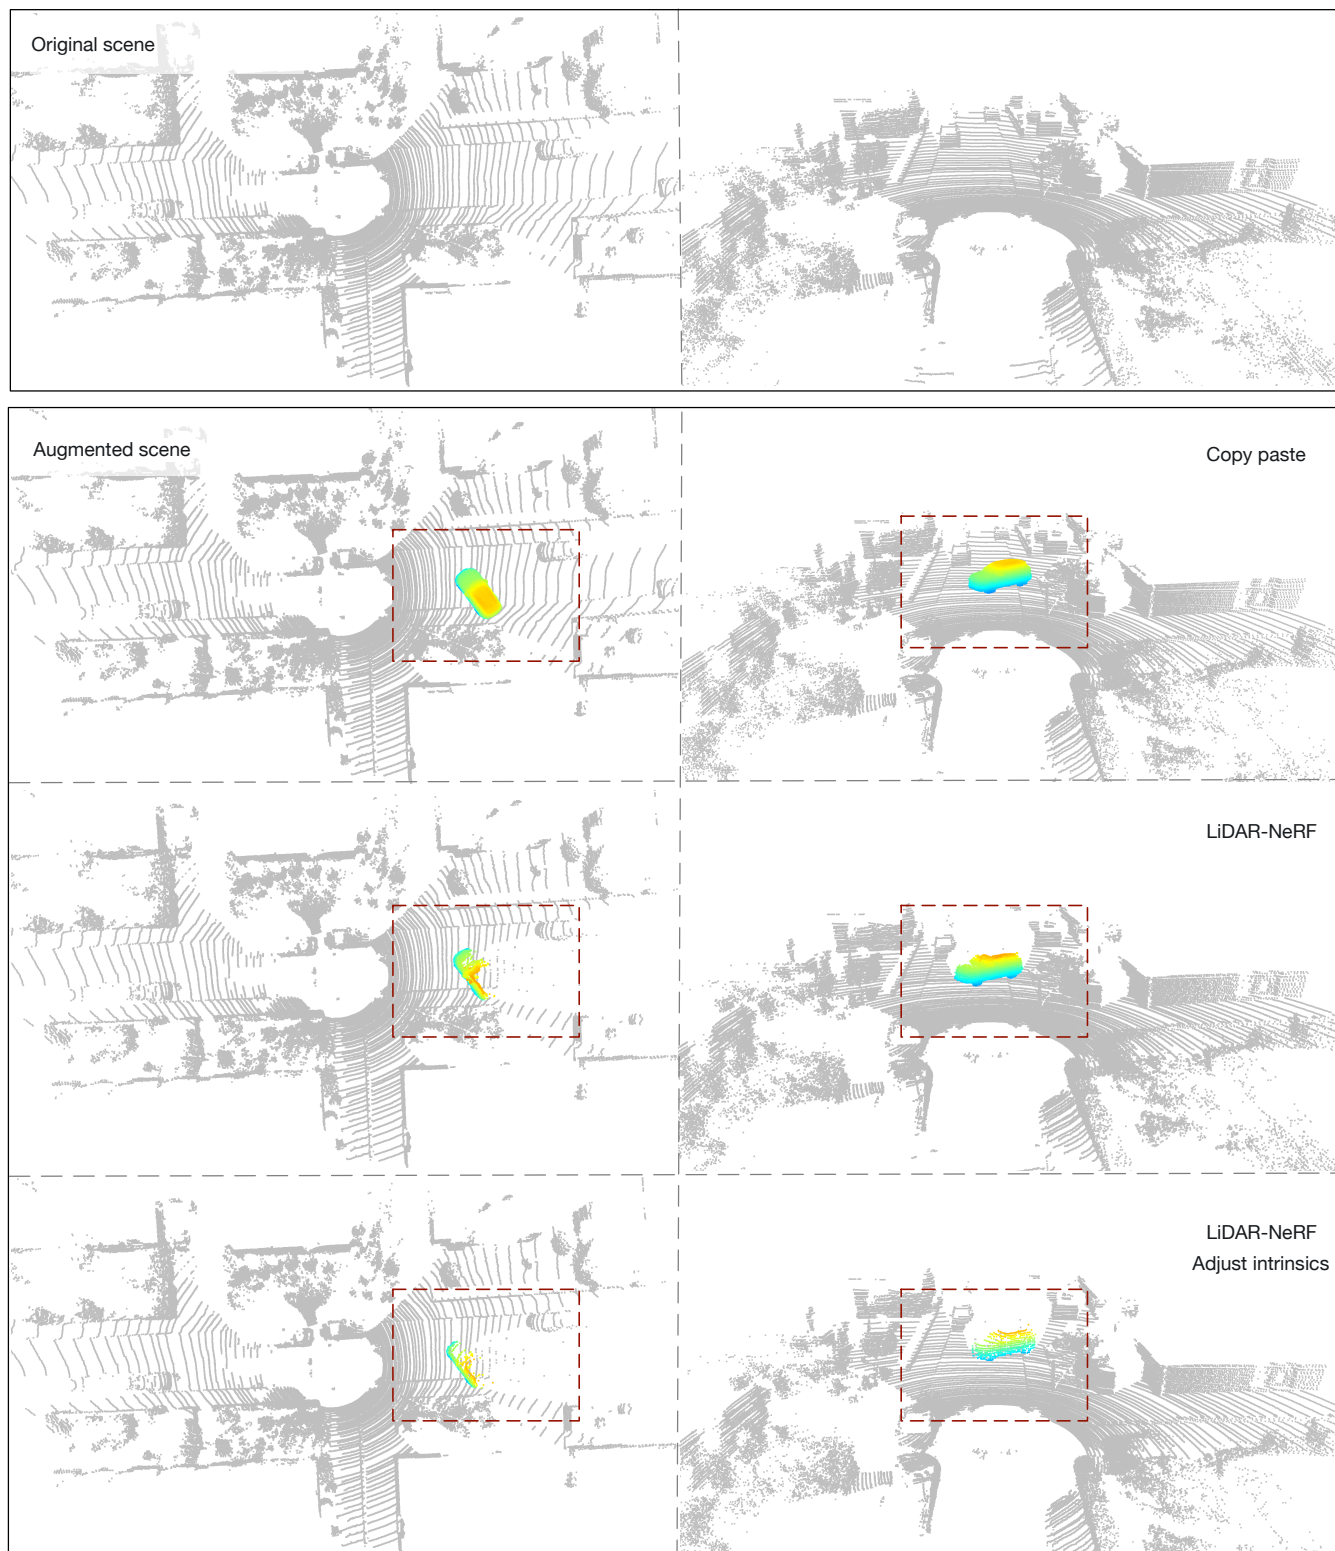 Original scene
Augmented scene
Copy paste
LiDAR-NeRF
LiDAR-NeRF
Adjust intrinsics